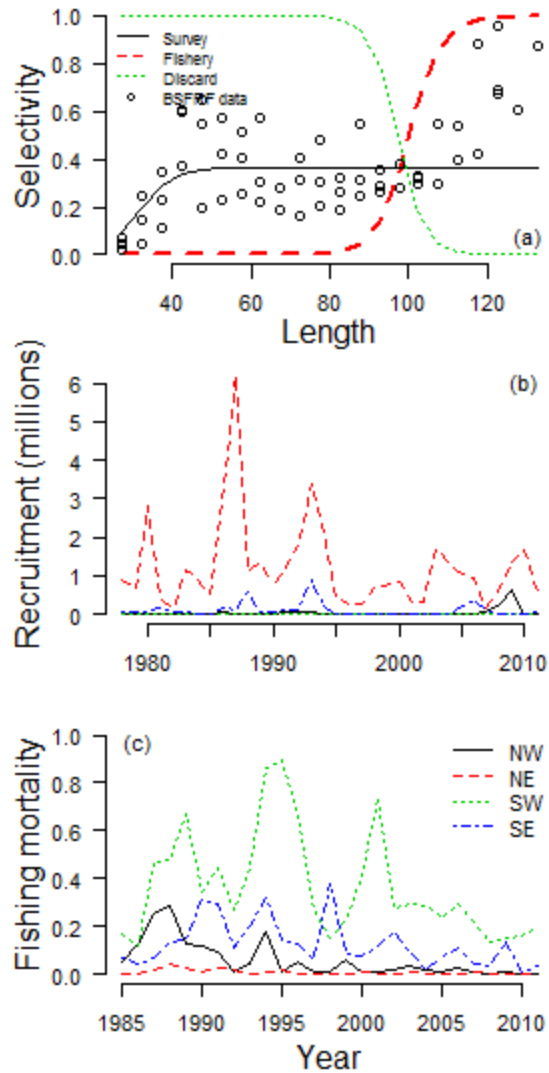 1.0
0.8
0.6
0.4
0.2
0.0
Selectivity
Survey
Fishery
Discard
BSFRF data
(a)
40 60 80 100 120
Length
(b)
6
5
4
3
2
1
0
Recruitment (millions)
1980 1990 2000 2010
1.0
0.8
0.6
0.4
0.2
0.0
Fishing mortality
(c)
NW
NE
SW
SE
1985 1990 1995 2000 2005 2010
Year